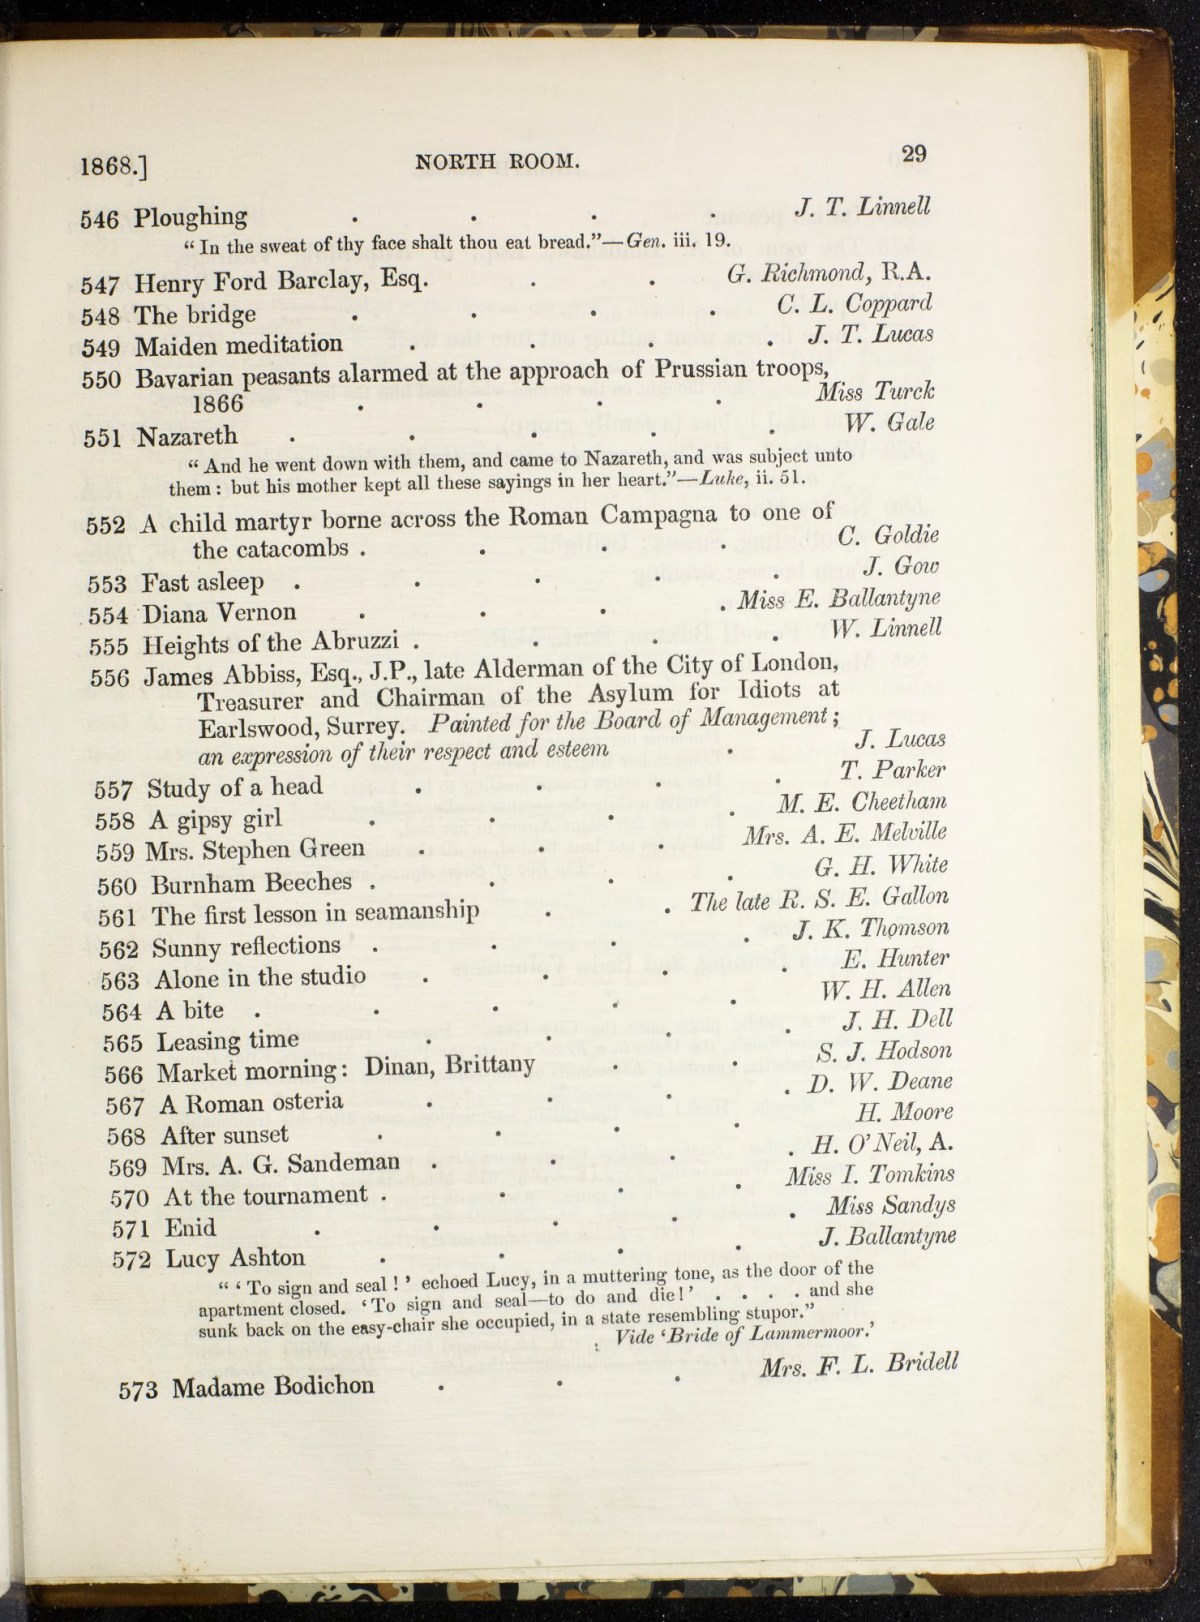 1868.] NORTH ROOM. 29
546 Ploughing . . . . J. T. Linnell
“In the sweat of thy face shalt thou eat bread.”—Gen. iii. 19.
547 Henry Ford Barclay, Esq. . . G. Richmond, R.A.
548 The bridge . . . . C. L. Coppard
549 Maiden meditation . . . . J. T. Lucas
550 Bavarian peasants alarmed at the approach of Prussian troops,
1866 . . . . Miss Turck
551 Nazareth . . . . . W. Gale
“And he went down with them, and came to Nazareth, and was subject unto
them: but his mother kept all these sayings in her heart.”—Luke, ii. 51.
552 A child martyr borne across the Roman Campagna to one of
the catacombs . . . . C. Goldie
553 Fast asleep . . . . . J. Gow
554 Diana Vernon . . . . Miss E. Ballantyne
555 Heights of the Abruzzi . . . . W. Linnell
556 James Abbiss, Esq., J.P., late Alderman of the City of London,
Treasurer and Chairman of the Asylum for Idiots at
Earlswood, Surrey. Painted for the Board of Management;
an expression of their respect and esteem . J. Lucas
557 Study of a head . . . . T. Parker
558 A gipsy girl . . . . M. E. Cheetham
559 Mrs. Stephen Green . . . Mrs. A. E. Melville
560 Burnham Beeches . . . . G. H. White
561 The first lesson in seamanship . . The late R. S. E. Gallon
562 Sunny reflections . . . . J. K. Thomson
563 Alone in the studio . . . . E. Hunter
564 A bite . . . . . W. H. Allen
565 Leasing time . . . . J. H. Dell
566 Market morning: Dinan, Brittany . . S. J. Hodson
567 A Roman osteria . . . . D. W. Deane
568 After sunset . . . . H. Moore
569 Mrs. A. G. Sandeman . . . . H. O’Neil, A.
570 At the tournament . . . . Miss I. Tomkins
571 Enid . . . . . Miss Sandys
572 Lucy Ashton . . . . J. Ballantyne
“‘To sign and seal!’ echoed Lucy, in a muttering tone, as the door of the
apartment closed. ‘To sign and seal—to do and die!’ . . . . and she
sunk back on the easy-chair she occupied, in a state resembling stupor.”
Vide ‘Bride of Lammermoor.’
573 Madame Bodichon . . . Mrs. F. L. Bridell